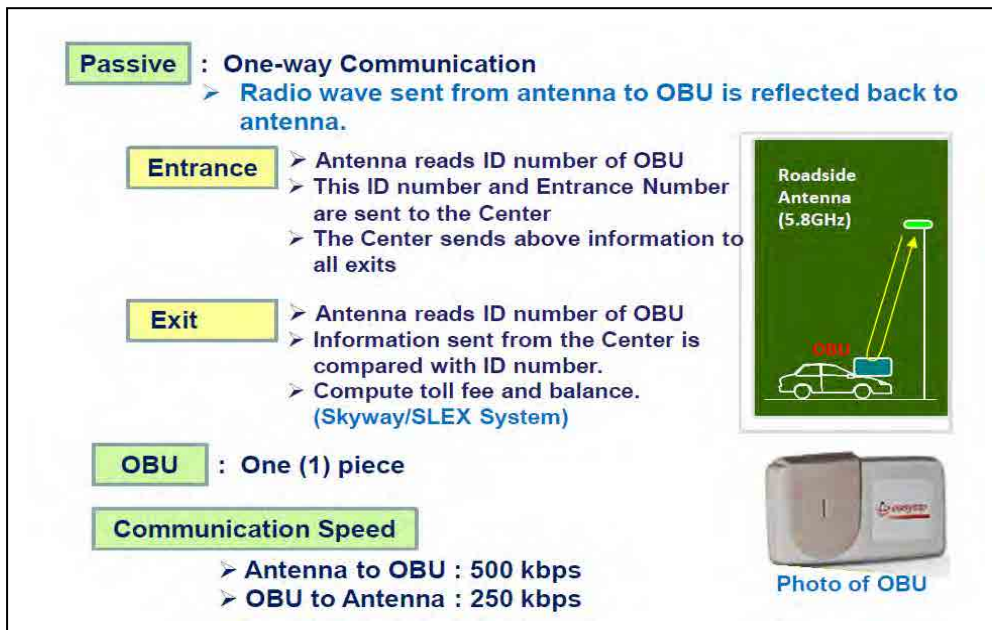 Passive : One-way Communication
➢ Radio wave sent from antenna to OBU is reflected back to
antenna.
Entrance
➢ Antenna reads ID number of OBU
➢ This ID number and Entrance Number
are sent to the Center
➢ The Center sends above information to
all exits
Roadside
Antenna
(5.8GHz)
OBU
Exit
➢ Antenna reads ID number of OBU
➢ Information sent from the Center is
compared with ID number.
➢ Compute toll fee and balance.
(Skyway/SLEX System)
OBU : One (1) piece
Communication Speed
➢ Antenna to OBU : 500 kbps
➢ OBU to Antenna : 250 kbps
Photo of OBU